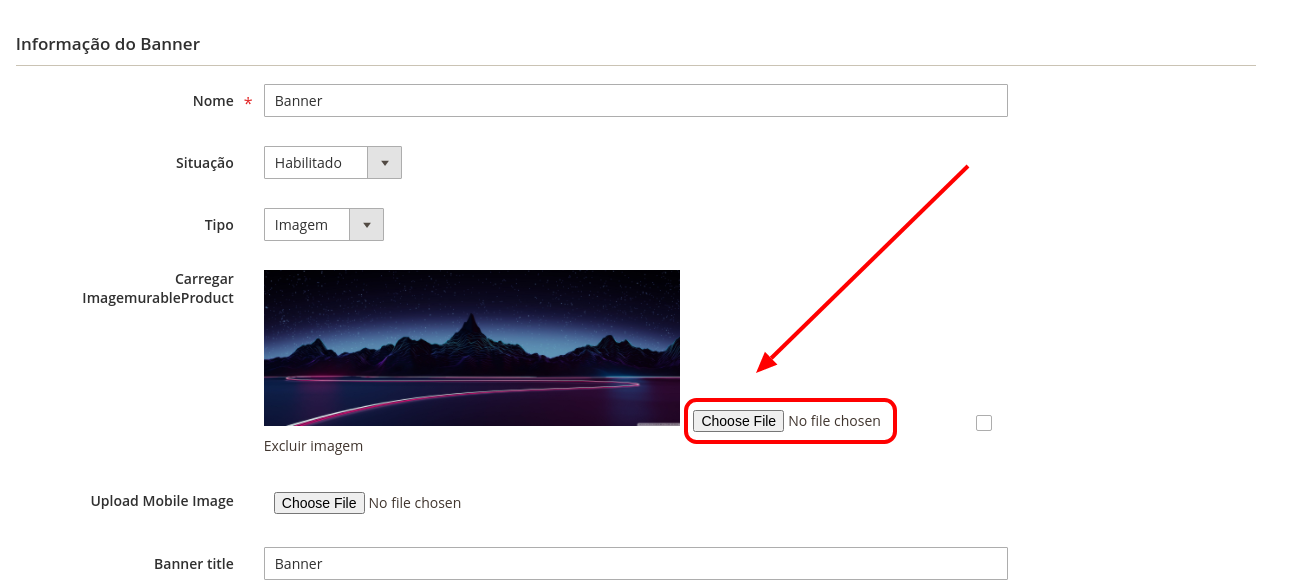 Informação do Banner
Nome *
Banner
Situação
Habilitado
Tipo
Imagem
Carregar
ImagemurableProduct
Choose File No file chosen
Excluir imagem
Upload Mobile Image
Choose File No file chosen
Banner title
Banner